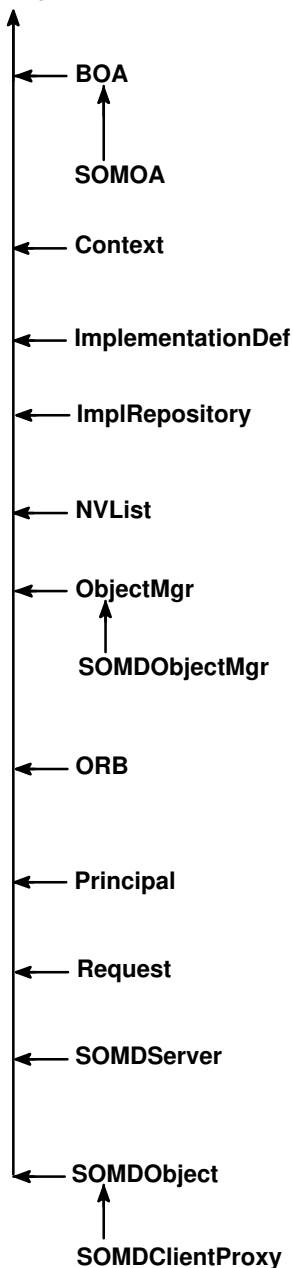 BOA
SOMOA
Context
ImplementationDef
ImplRepository
NVList
ObjectMgr
SOMDObjectMgr
ORB
Principal
Request
SOMDServer
SOMDObject
SOMDClientProxy